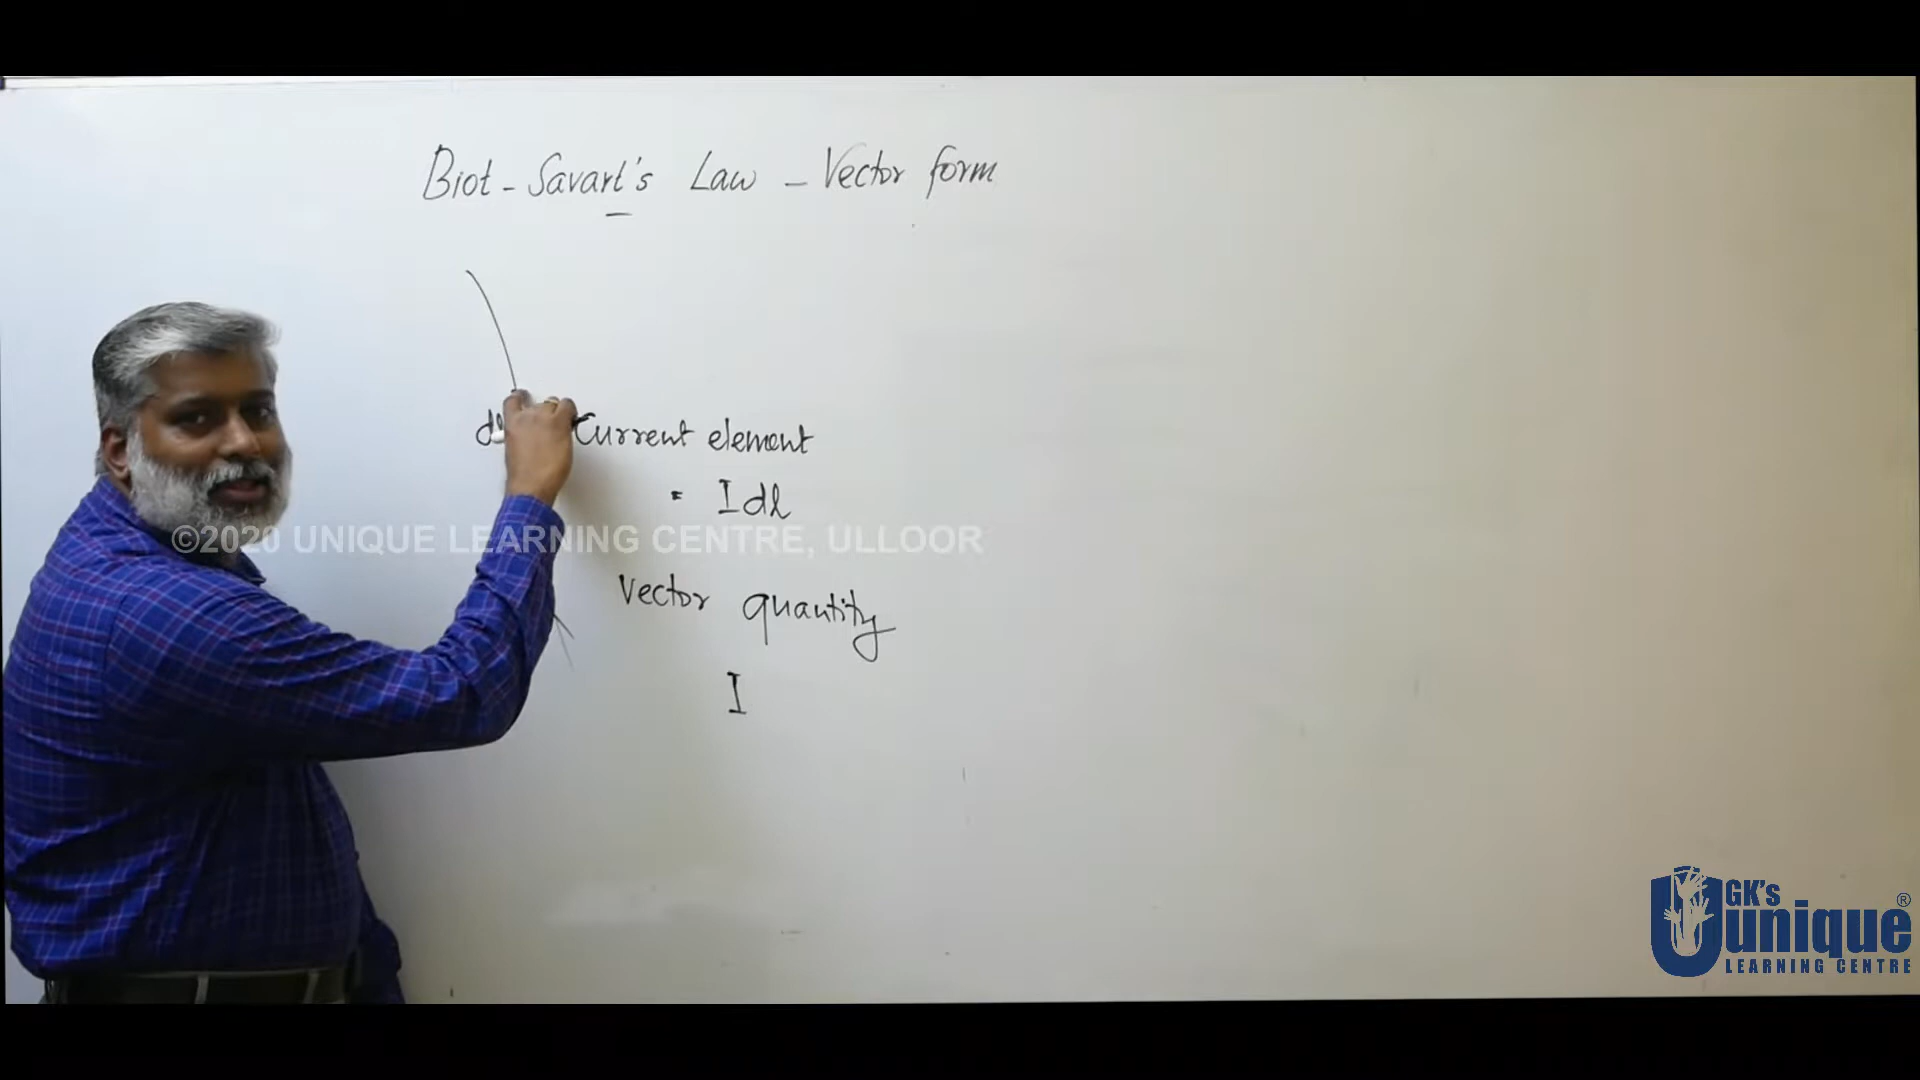 Biot - Savart's Law - Vector form
dl Current element
= Idl
©2020 UNIQUE LEARNING CENTRE, ULLOOR
Vector quantity
I
GK's
unique®
LEARNING CENTRE